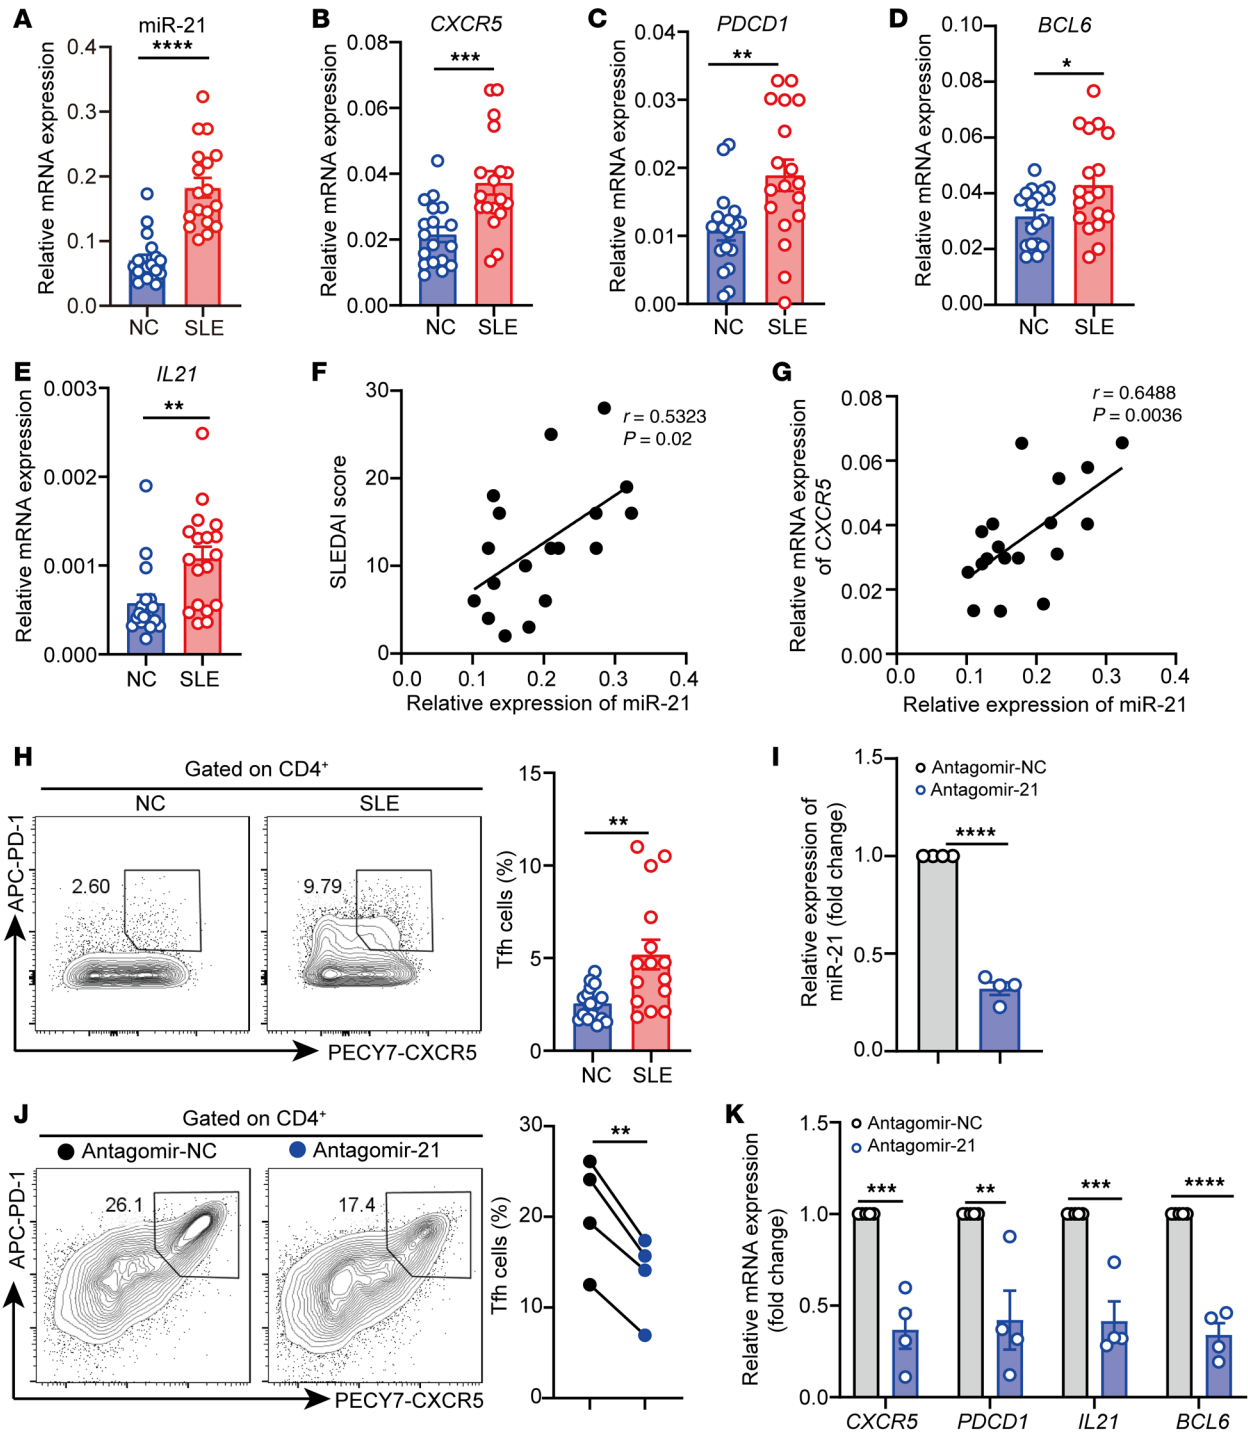 A
miR-21
****
Relative mRNA expression
0.4
0.3
0.2
0.1
0.0
NC
SLE
B
CXCR5
***
Relative mRNA expression
0.08
0.06
0.04
0.02
0.00
NC
SLE
C
PDCD1
**
Relative mRNA expression
0.04
0.03
0.02
0.01
0.00
NC
SLE
D
BCL6
*
Relative mRNA expression
0.10
0.08
0.06
0.04
0.02
0.00
NC
SLE
E
IL21
**
Relative mRNA expression
0.003
0.002
0.001
0.000
NC
SLE
F
r = 0.5323
P = 0.02
SLEDAI score
30
20
10
0
0.0
0.1
0.2
0.3
0.4
Relative expression of miR-21
G
r = 0.6488
P = 0.0036
Relative mRNA expression
of CXCR5
0.08
0.06
0.04
0.02
0.00
0.0
0.1
0.2
0.3
0.4
Relative expression of miR-21
H
Gated on CD4+
NC
SLE
2.60
9.79
APC-PD-1
PECY7-CXCR5
**
Tfh cells (%)
15
10
5
0
NC
SLE
I
Antagomir-NC
Antagomir-21
****
Relative expression of
miR-21 (fold change)
1.5
1.0
0.5
0.0
J
Gated on CD4+
Antagomir-NC
Antagomir-21
26.1
17.4
APC-PD-1
PECY7-CXCR5
**
Tfh cells (%)
30
20
10
0
K
Antagomir-NC
Antagomir-21
***
**
***
****
Relative mRNA expression
(fold change)
1.5
1.0
0.5
0.0
CXCR5
PDCD1
IL21
BCL6